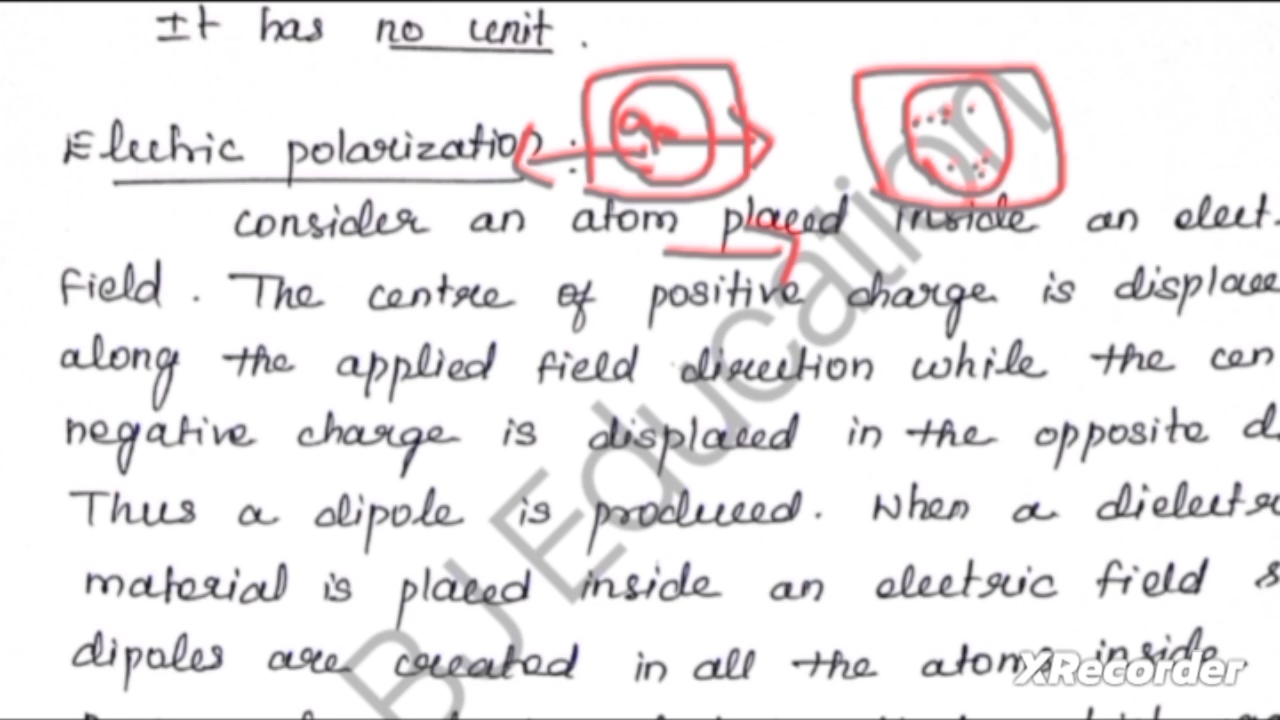 It has no unit.
Electric polarization :
consider an atom placed inside an elect.
field. The centre of positive charge is displace
along the applied field direction while the cen
negative charge is displaced in the opposite d.
Thus a dipole is produced. When a dielectr
material is placed inside an electric field s
dipoles are created in all the atoms inside.
BJ Education
XRecorder